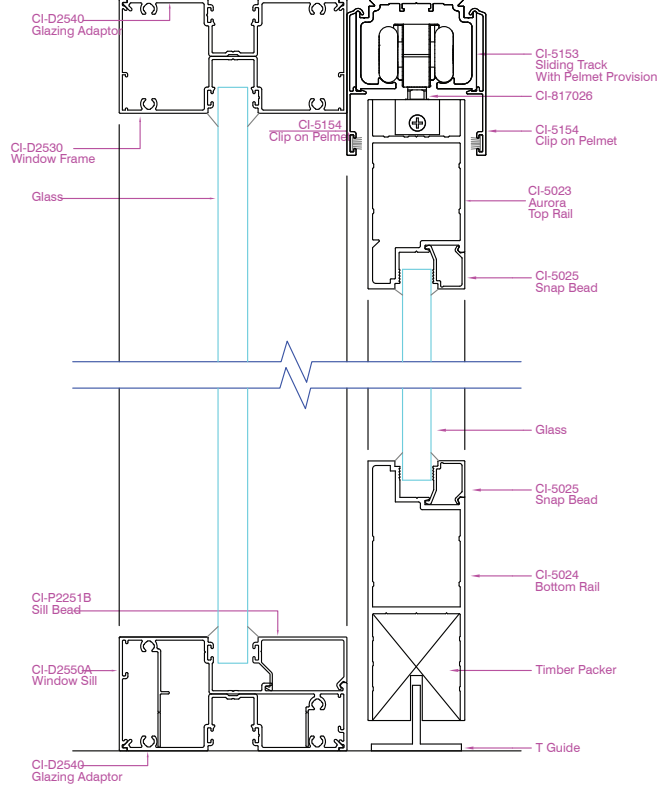 CI-D2540
Glazing Adaptor
CI-D2530
Window Frame
Glass
CI-5154
Clip on Pelmet
CI-5153
Sliding Track
With Pelmet Provision
CI-817026
CI-5154
Clip on Pelmet
CI-5023
Aurora
Top Rail
CI-5025
Snap Bead
Glass
CI-5025
Snap Bead
CI-5024
Bottom Rail
CI-P2251B
Sill Bead
CI-D2550A
Window Sill
Timber Packer
T Guide
CI-D2540
Glazing Adaptor